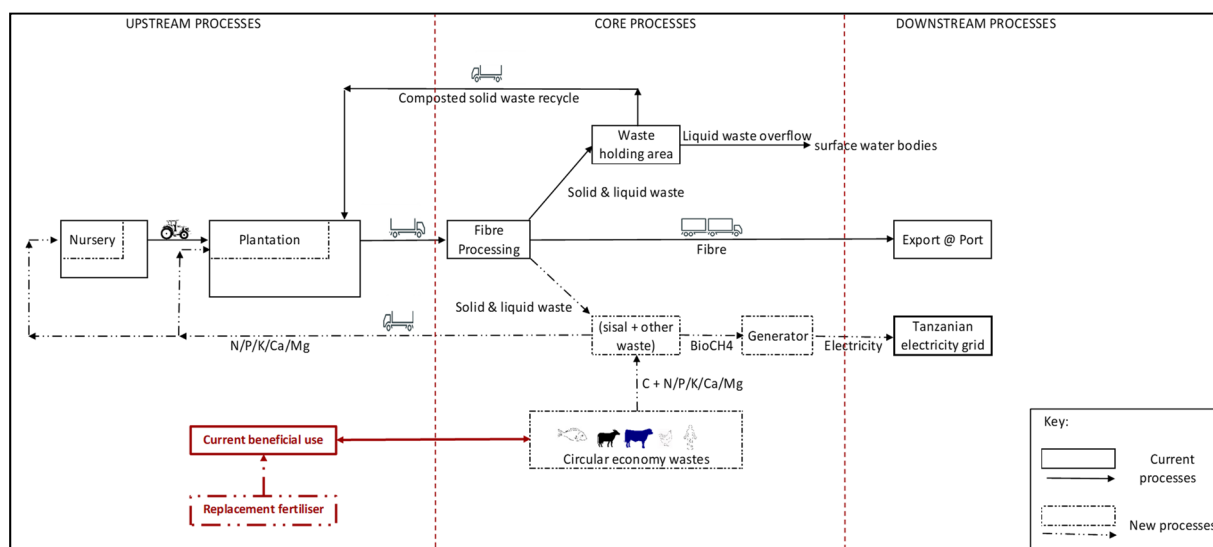 UPSTREAM PROCESSES
CORE PROCESSES
DOWNSTREAM PROCESSES
Composted solid waste recycle
Waste
holding area
Liquid waste overflow
surface water bodies
Solid & liquid waste
Nursery
Plantation
Fibre
Processing
Fibre
Export @ Port
Solid & liquid waste
N/P/K/Ca/Mg
(sisal + other
waste)
BioCH4
Generator
Electricity
Tanzanian
electricity grid
C + N/P/K/Ca/Mg
Current beneficial use
Circular economy wastes
Replacement fertiliser
Key:
Current
processes
New processes